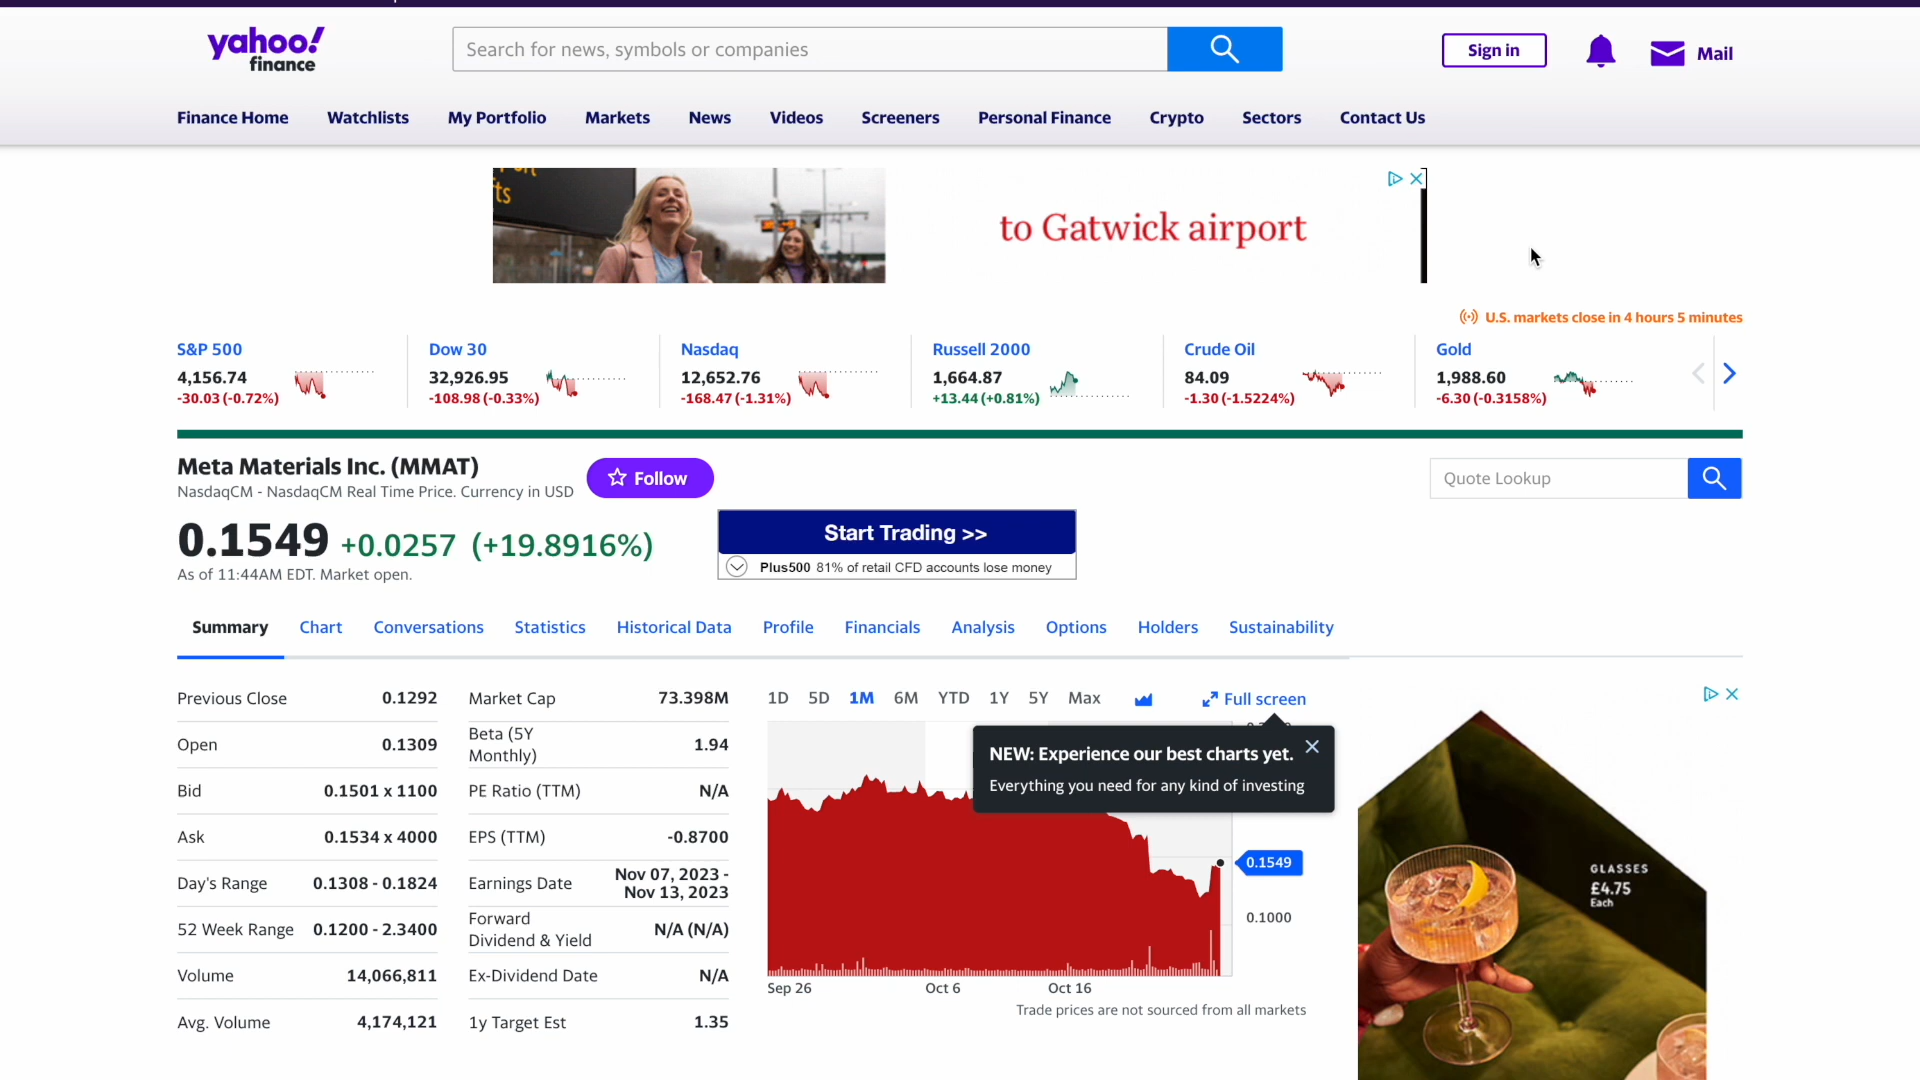 yahoo!
finance
Search for news, symbols or companies
Sign in
Mail
Finance Home Watchlists My Portfolio Markets News Videos Screeners Personal Finance Crypto Sectors Contact Us
to Gatwick airport
U.S. markets close in 4 hours 5 minutes
S&P 500
4,156.74
-30.03 (-0.72%)
Dow 30
32,926.95
-108.98 (-0.33%)
Nasdaq
12,652.76
-168.47 (-1.31%)
Russell 2000
1,664.87
+13.44 (+0.81%)
Crude Oil
84.09
-1.30 (-1.5224%)
Gold
1,988.60
-6.30 (-0.3158%)
Meta Materials Inc. (MMAT)
NasdaqCM - NasdaqCM Real Time Price. Currency in USD
Follow
Quote Lookup
0.1549 +0.0257 (+19.8916%)
As of 11:44AM EDT. Market open.
Start Trading >>
Plus500 81% of retail CFD accounts lose money
Summary Chart Conversations Statistics Historical Data Profile Financials Analysis Options Holders Sustainability
Previous Close 0.1292
Open 0.1309
Bid 0.1501 x 1100
Ask 0.1534 x 4000
Day's Range 0.1308 - 0.1824
52 Week Range 0.1200 - 2.3400
Volume 14,066,811
Avg. Volume 4,174,121
Market Cap 73.398M
Beta (5Y
Monthly) 1.94
PE Ratio (TTM) N/A
EPS (TTM) -0.8700
Earnings Date Nov 07, 2023 -
Nov 13, 2023
Forward
Dividend & Yield N/A (N/A)
Ex-Dividend Date N/A
1y Target Est 1.35
1D 5D 1M 6M YTD 1Y 5Y Max
Full screen
NEW: Experience our best charts yet.
Everything you need for any kind of investing
0.1549
0.1000
Sep 26 Oct 6 Oct 16
Trade prices are not sourced from all markets
GLASSES
£4.75
Each